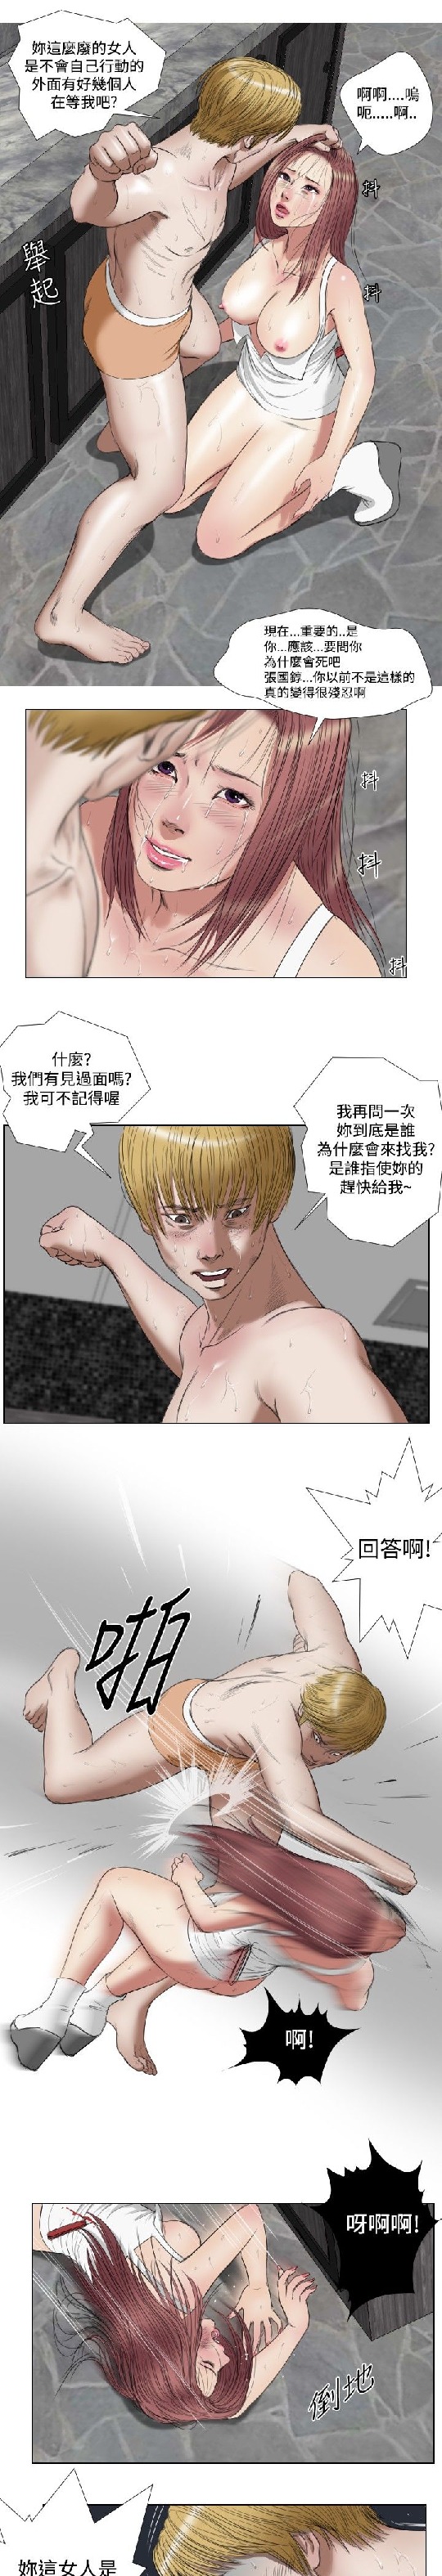 妳這麼廢的女人
是不會自己行動的
外面有好幾個人
在等我吧?
啊啊....嗚
呃.....啊..
抖
舉起
抖
現在...重要的..是
你...應該...要問你
為什麼會死吧
張國錞...你以前不是這樣的
真的變得很殘忍啊
抖
抖
抖
什麼?
我們有見過面嗎?
我可不記得喔
我再問一次
妳到底是誰
為什麼會來找我?
是誰指使妳的
趕快給我~
回答啊!
啪
啊!
呀啊啊!
倒地
妳這女人是